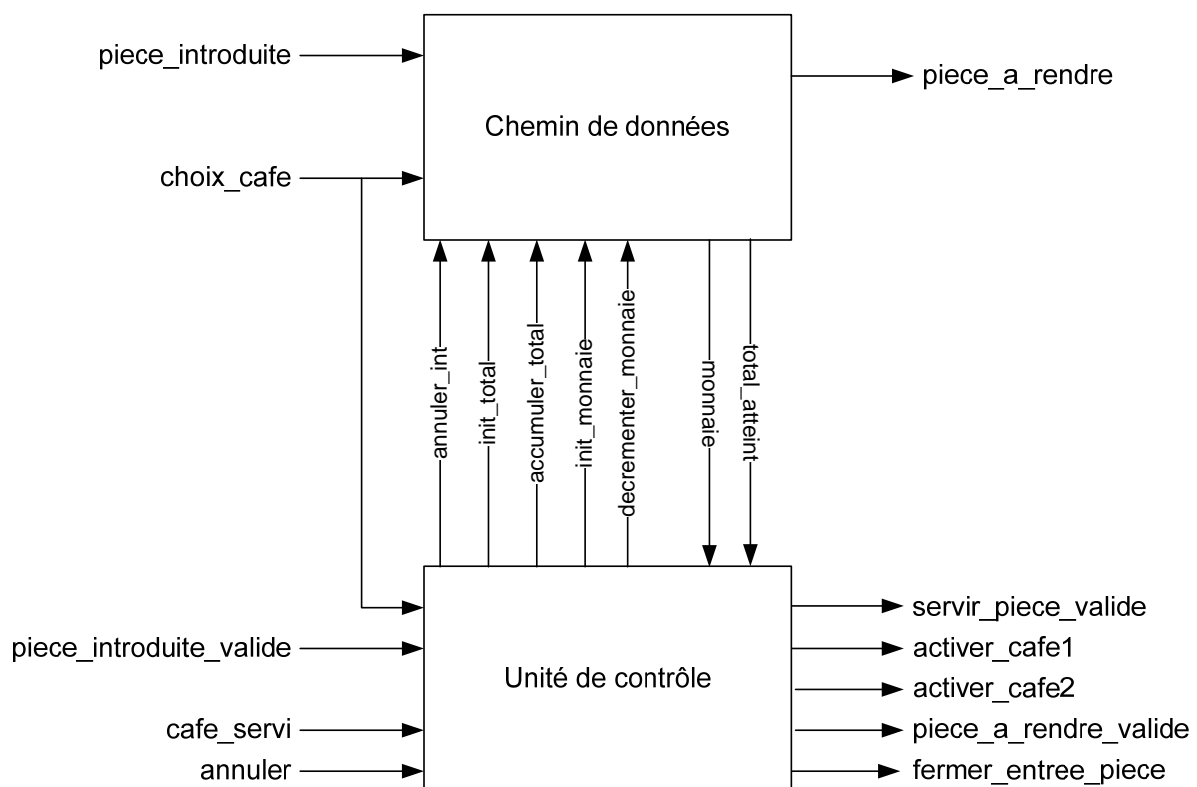 piece_introduite
piece_a_rendre
Chemin de données
choix_cafe
annuler_int
init_total
accumuler_total
init_monnaie
decrementer_monnaie
monnaie
total_atteint
servir_piece_valide
piece_introduite_valide
activer_cafe1
Unité de contrôle
activer_cafe2
cafe_servi
piece_a_rendre_valide
annuler
fermer_entree_piece